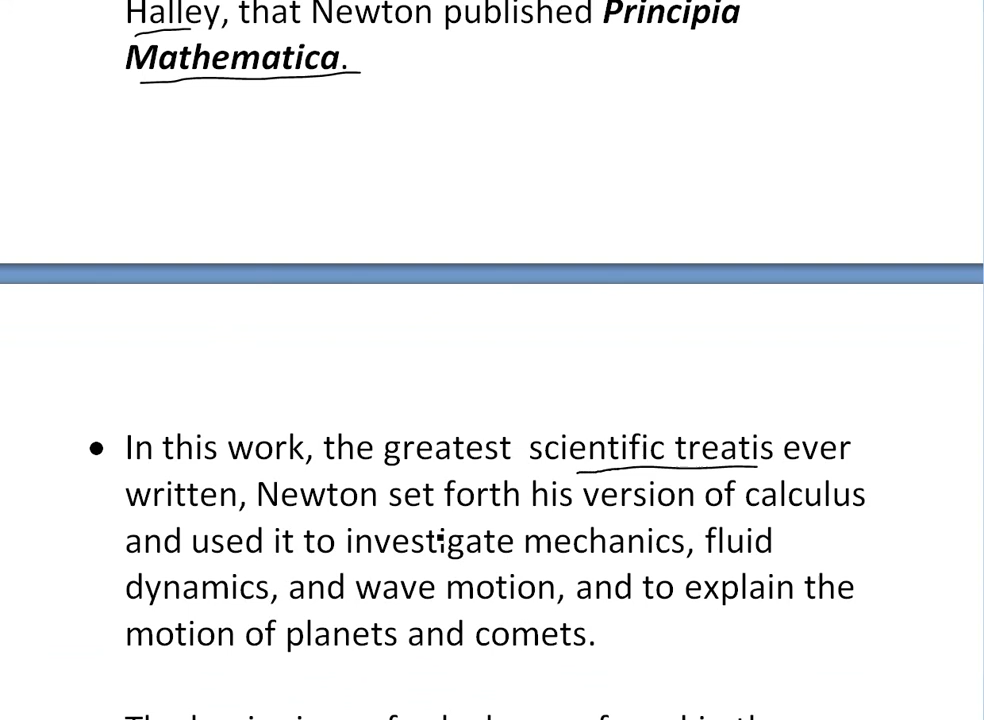 Halley, that Newton published Principia
Mathematica.
• In this work, the greatest scientific treatis ever
written, Newton set forth his version of calculus
and used it to investigate mechanics, fluid
dynamics, and wave motion, and to explain the
motion of planets and comets.